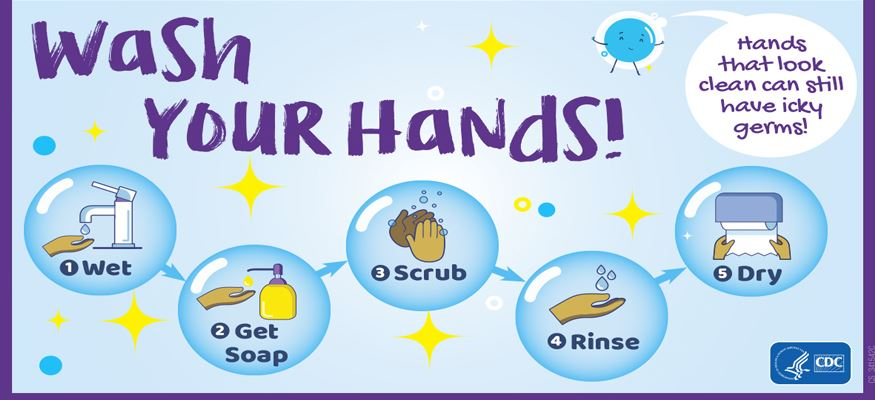 Wash
YOUR HaNdS!
Hands
that look
clean can still
have icky
germs!
1 Wet
2 Get
Soap
3 Scrub
4 Rinse
5 Dry
CDC